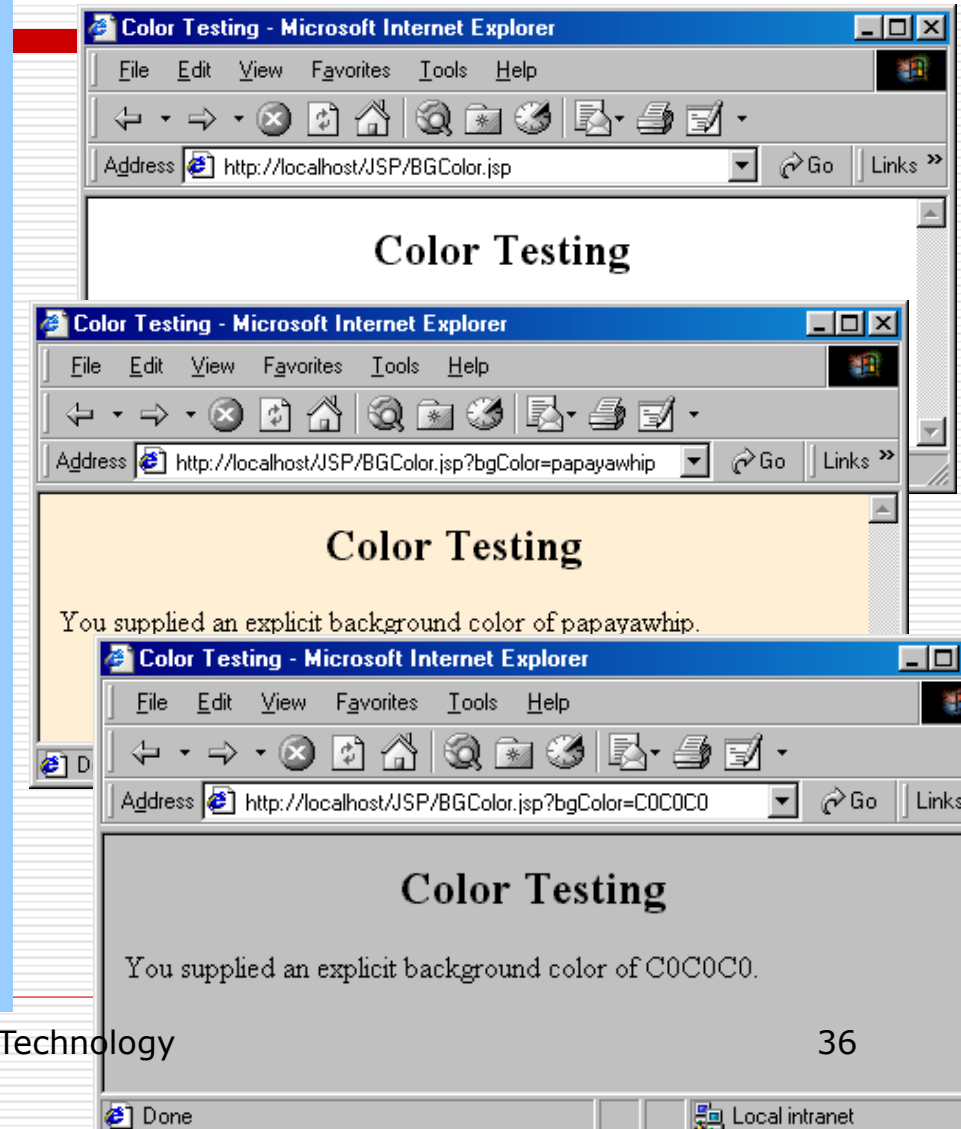 Color Testing - Microsoft Internet Explorer
File Edit View Favorites Tools Help
Address http://localhost/JSP/BGColor.jsp Go Links »
Color Testing
Color Testing - Microsoft Internet Explorer
File Edit View Favorites Tools Help
Address http://localhost/JSP/BGColor.jsp?bgColor=papayawhip Go Links »
Color Testing
You supplied an explicit background color of papayawhip.
D
Color Testing - Microsoft Internet Explorer
File Edit View Favorites Tools Help
Address http://localhost/JSP/BGColor.jsp?bgColor=C0C0C0 Go Links
Color Testing
You supplied an explicit background color of C0C0C0.
Technology 36
Done Local intranet